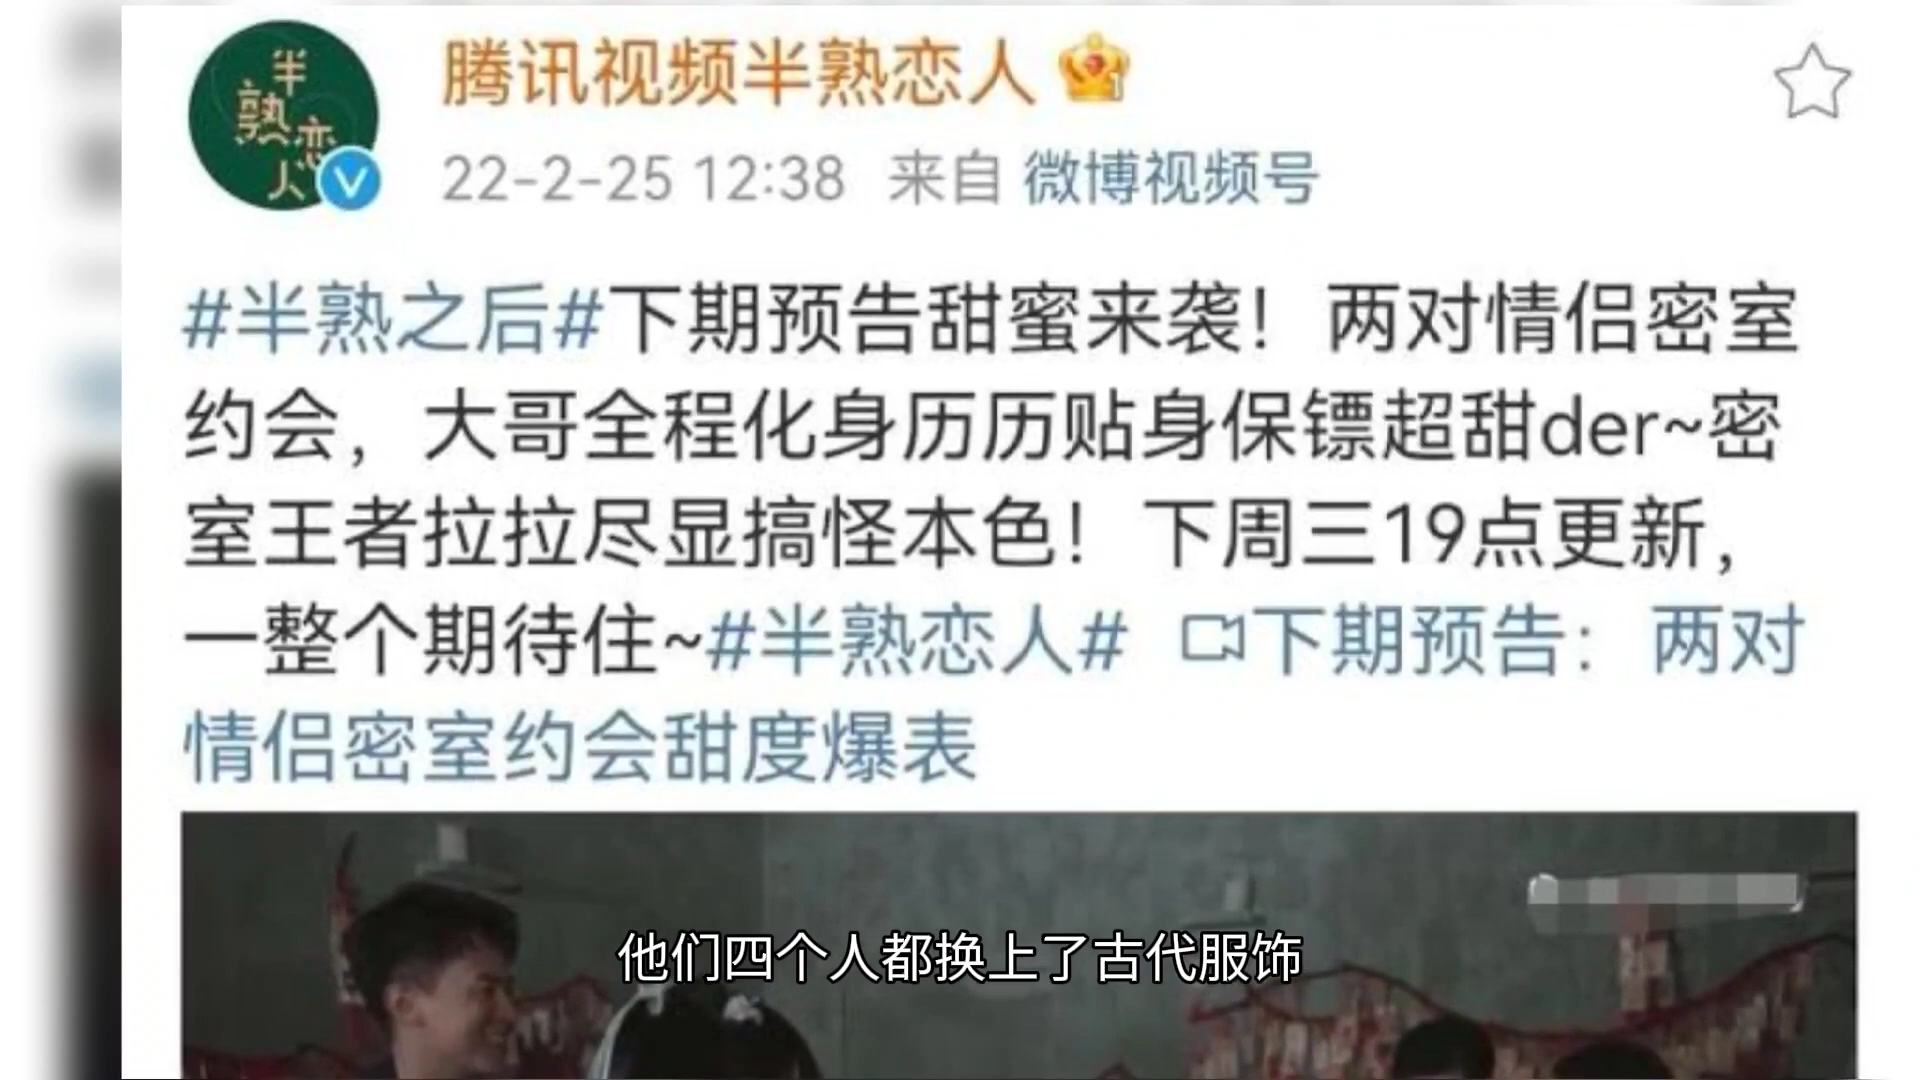 半
熟恋
人
腾讯视频半熟恋人
22-2-25 12:38 来自 微博视频号
#半熟之后#下期预告甜蜜来袭！两对情侣密室
约会，大哥全程化身历历贴身保镖超甜der~密
室王者拉拉尽显搞怪本色！下周三19点更新，
一整个期待住~#半熟恋人# 下期预告：两对
情侣密室约会甜度爆表
他们四个人都换上了古代服饰